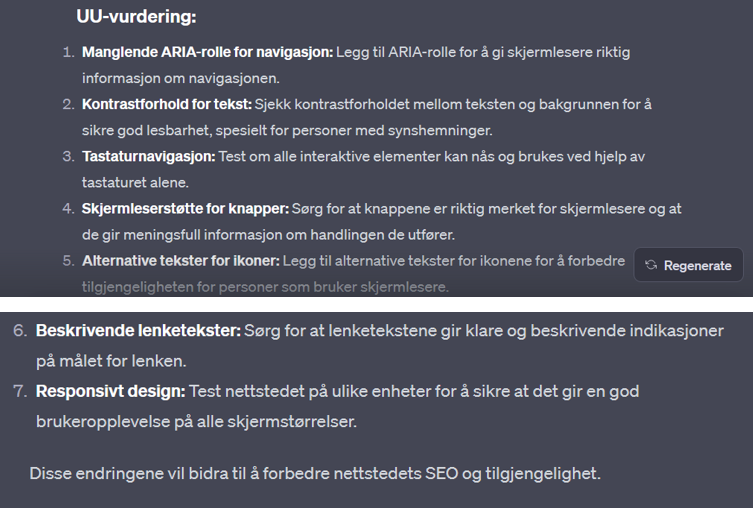 UU-vurdering:
1. Manglende ARIA-rolle for navigasjon: Legg til ARIA-rolle for å gi skjermlesere riktig
informasjon om navigasjonen.
2. Kontrastforhold for tekst: Sjekk kontrastforholdet mellom teksten og bakgrunnen for å
sikre god lesbarhet, spesielt for personer med synshemninger.
3. Tastaturnavigasjon: Test om alle interaktive elementer kan nås og brukes ved hjelp av
tastaturet alene.
4. Skjermleserstøtte for knapper: Sørg for at knappene er riktig merket for skjermlesere og at
de gir meningsfull informasjon om handlingen de utfører.
5. Alternative tekster for ikoner: Legg til alternative tekster for ikonene for å forbedre
tilgjengeligheten for personer som bruker skjermlesere.
Regenerate
6. Beskrivende lenketekster: Sørg for at lenketekstene gir klare og beskrivende indikasjoner
på målet for lenken.
7. Responsivt design: Test nettstedet på ulike enheter for å sikre at det gir en god
brukeropplevelse på alle skjermstørrelser.
Disse endringene vil bidra til å forbedre nettstedets SEO og tilgjengelighet.